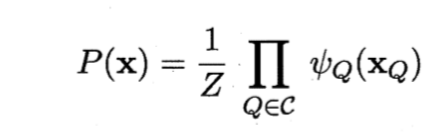 P(x) = \frac{1}{Z} \prod_{Q \in \mathcal{C}} \psi_Q(x_Q)